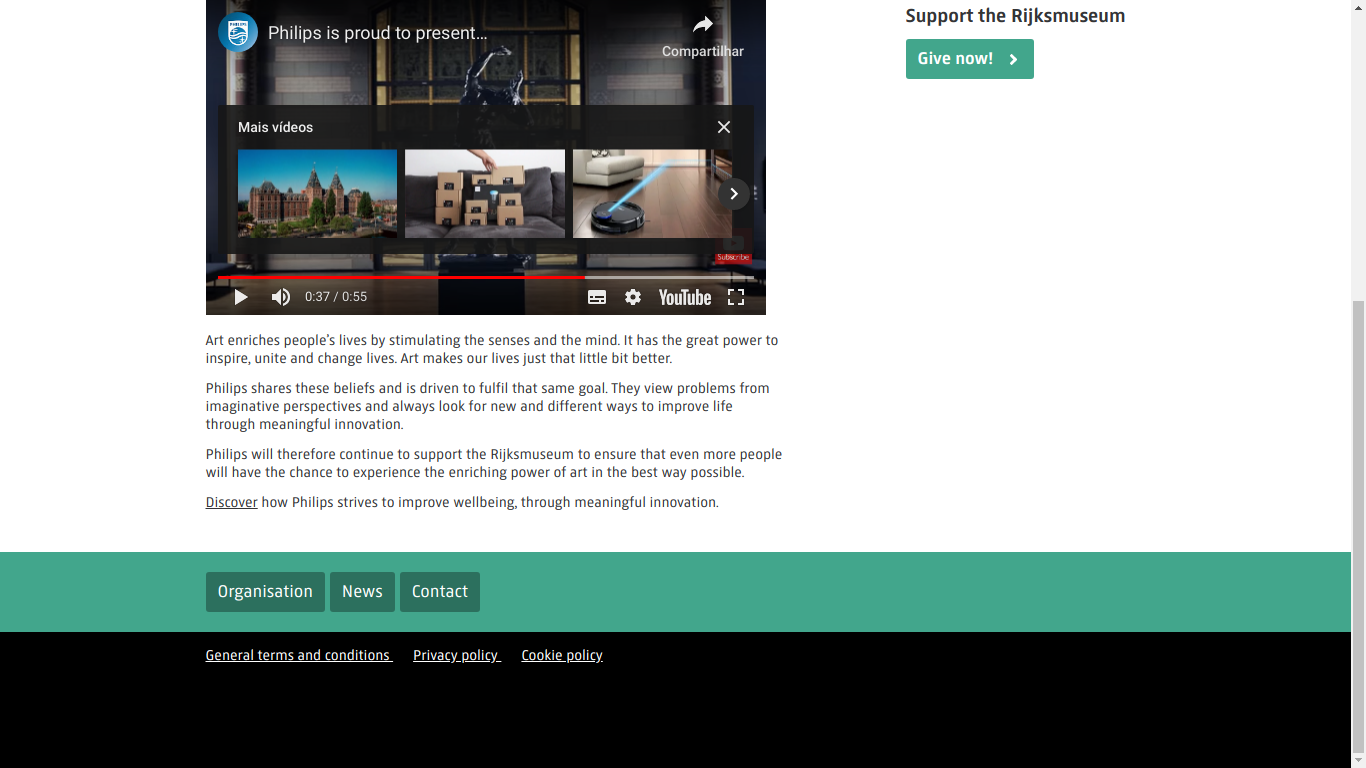 PHILIPS
Philips is proud to present...
Compartilhar
Mais vídeos
Subscribe
0:37 / 0:55
YouTube
Support the Rijksmuseum
Give now!
Art enriches people's lives by stimulating the senses and the mind. It has the great power to
inspire, unite and change lives. Art makes our lives just that little bit better.
Philips shares these beliefs and is driven to fulfil that same goal. They view problems from
imaginative perspectives and always look for new and different ways to improve life
through meaningful innovation.
Philips will therefore continue to support the Rijksmuseum to ensure that even more people
will have the chance to experience the enriching power of art in the best way possible.
Discover how Philips strives to improve wellbeing, through meaningful innovation.
Organisation News Contact
General terms and conditions Privacy policy Cookie policy